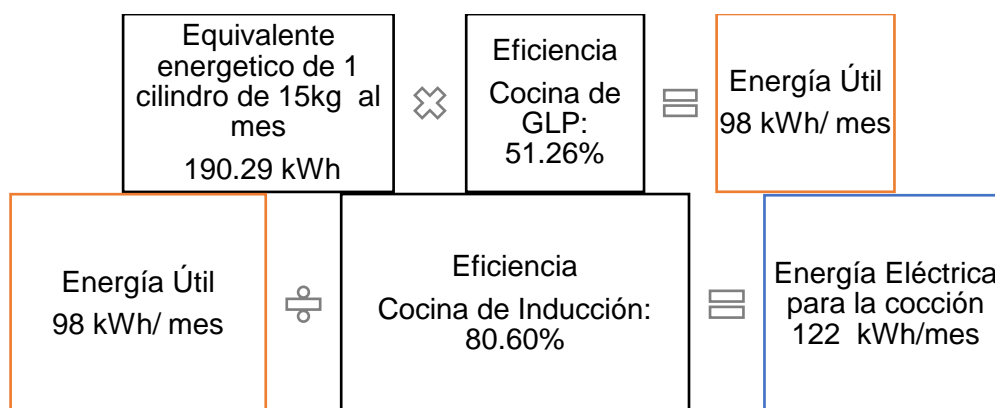 Equivalente
energetico de 1
cilindro de 15kg al
mes
190.29 kWh
Eficiencia
Cocina de
GLP:
51.26%
Energía Útil
98 kWh/ mes
Energía Útil
98 kWh/ mes
Eficiencia
Cocina de Inducción:
80.60%
Energía Eléctrica
para la cocción
122 kWh/mes